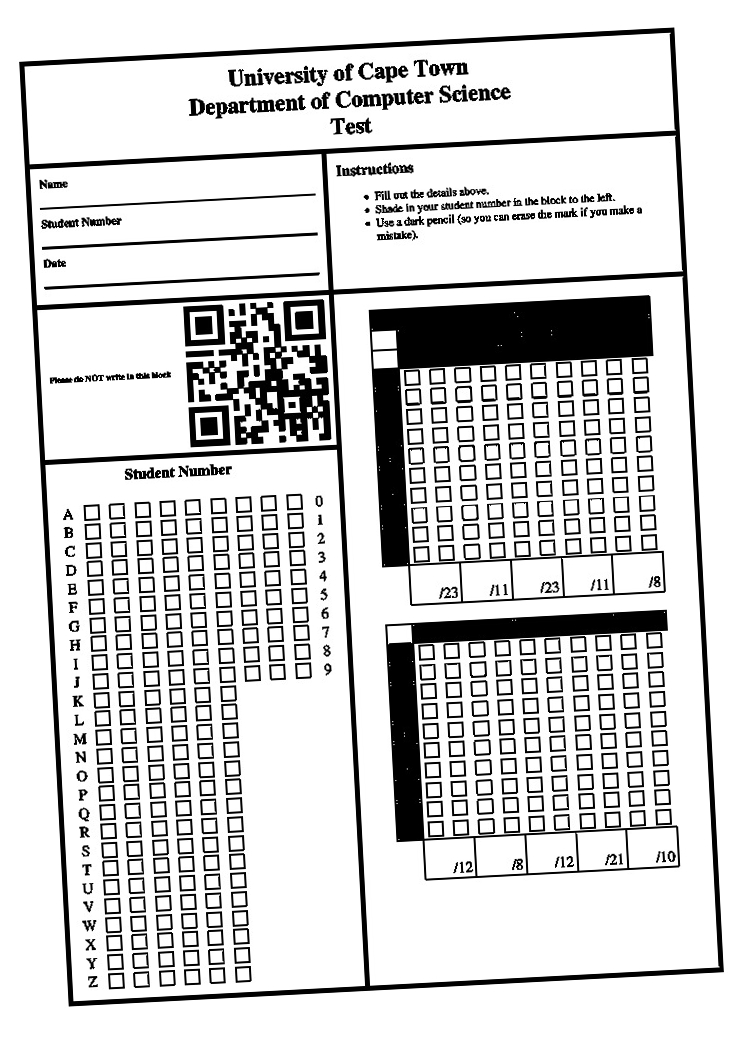 University of Cape Town
Department of Computer Science
Test
Name
Student Number
Date
Instructions
• Fill out the details above.
• Shade in your student number in the block to the left.
• Use a dark pencil (so you can erase the mark if you make a
mistake).
Please do NOT write in this block
Student Number
A 0
B 1
C 2
D 3
E 4
F 5
G 6
H 7
I 8
J 9
K
L
M
N
O
P
Q
R
S
T
U
V
W
X
Y
Z
/23 /11 /23 /11 /8
/12 /8 /12 /21 /10